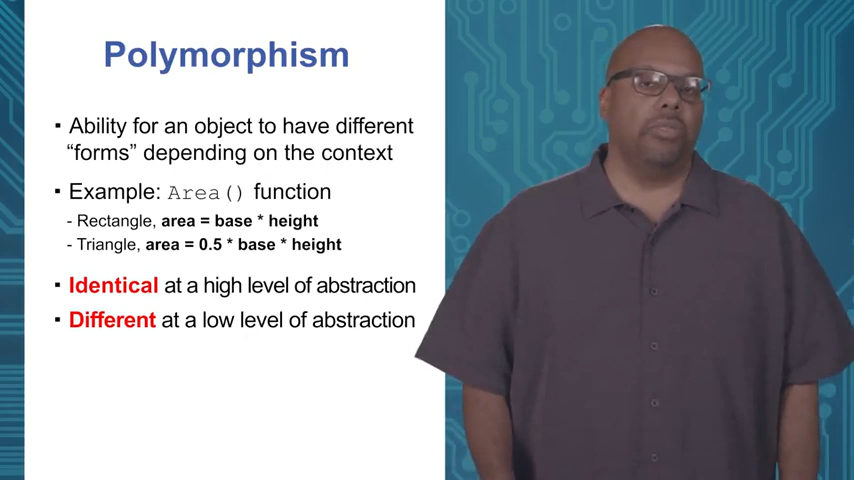 Polymorphism
▪ Ability for an object to have different
“forms” depending on the context
▪ Example: Area() function
- Rectangle, area = base * height
- Triangle, area = 0.5 * base * height
▪ Identical at a high level of abstraction
▪ Different at a low level of abstraction